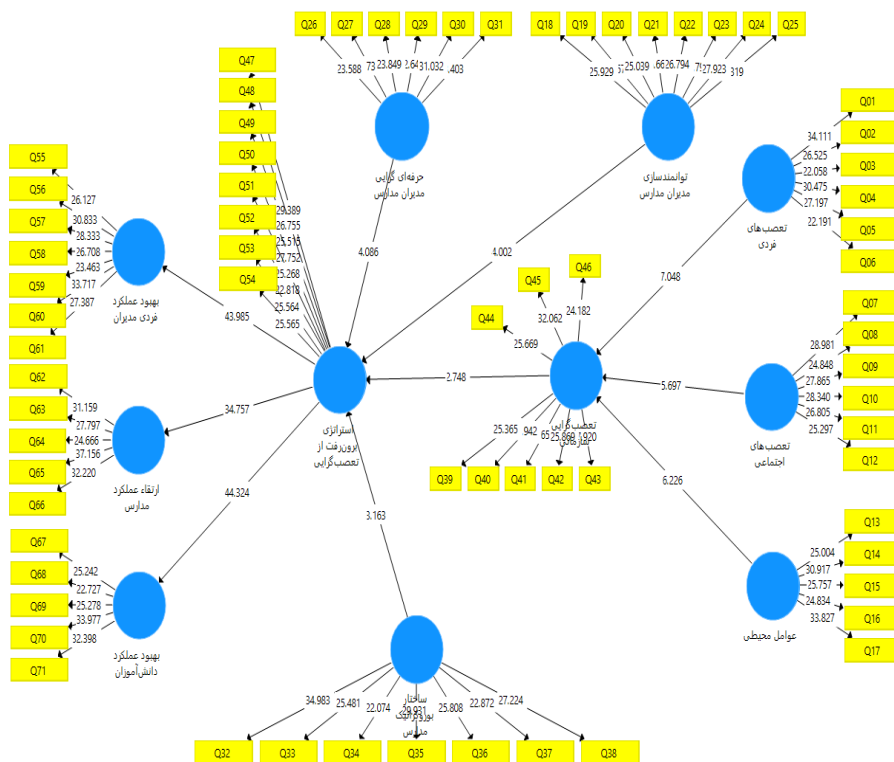 Q26
Q27
Q28
Q29
Q30
Q31
23.588
23.849
31.032
حرفه‌ای گرایی
مدیران مدارس
Q18
Q19
Q20
Q21
Q22
Q23
Q24
Q25
25.929
25.039
26.794
27.923
توانمندسازی
مدیران مدارس
Q01
Q02
Q03
Q04
Q05
Q06
34.111
26.525
22.058
30.475
27.197
22.191
تعصب‌های
فردی
Q47
Q48
Q49
Q50
Q51
Q52
Q53
Q54
29.389
26.755
25.515
27.752
25.268
22.818
25.564
25.565
استراتژی
برون‌رفت از
تعصب‌گرایی
Q55
Q56
Q57
Q58
Q59
Q60
Q61
26.127
30.833
28.333
26.708
23.463
33.717
27.387
بهبود عملکرد
فردی مدیران
4.086
4.002
7.048
43.985
Q44
Q45
Q46
25.669
32.062
24.182
2.748
5.697
Q07
Q08
Q09
Q10
Q11
Q12
28.981
24.848
27.865
28.340
26.805
25.297
تعصب‌های
اجتماعی
Q62
Q63
Q64
Q65
Q66
31.159
27.797
24.666
37.156
32.220
ارتقاء عملکرد
مدارس
34.757
تعصب‌گرایی
25.365
25.869
Q39
Q40
Q41
Q42
Q43
6.226
44.324
3.163
Q13
Q14
Q15
Q16
Q17
25.004
30.917
25.757
24.834
33.827
عوامل محیطی
Q67
Q68
Q69
Q70
Q71
25.242
22.727
25.278
33.977
32.398
بهبود عملکرد
دانش‌آموزان
ساختار
بوروکراتیک
مدارس
34.983
25.481
22.074
29.931
25.808
22.872
27.224
Q32
Q33
Q34
Q35
Q36
Q37
Q38